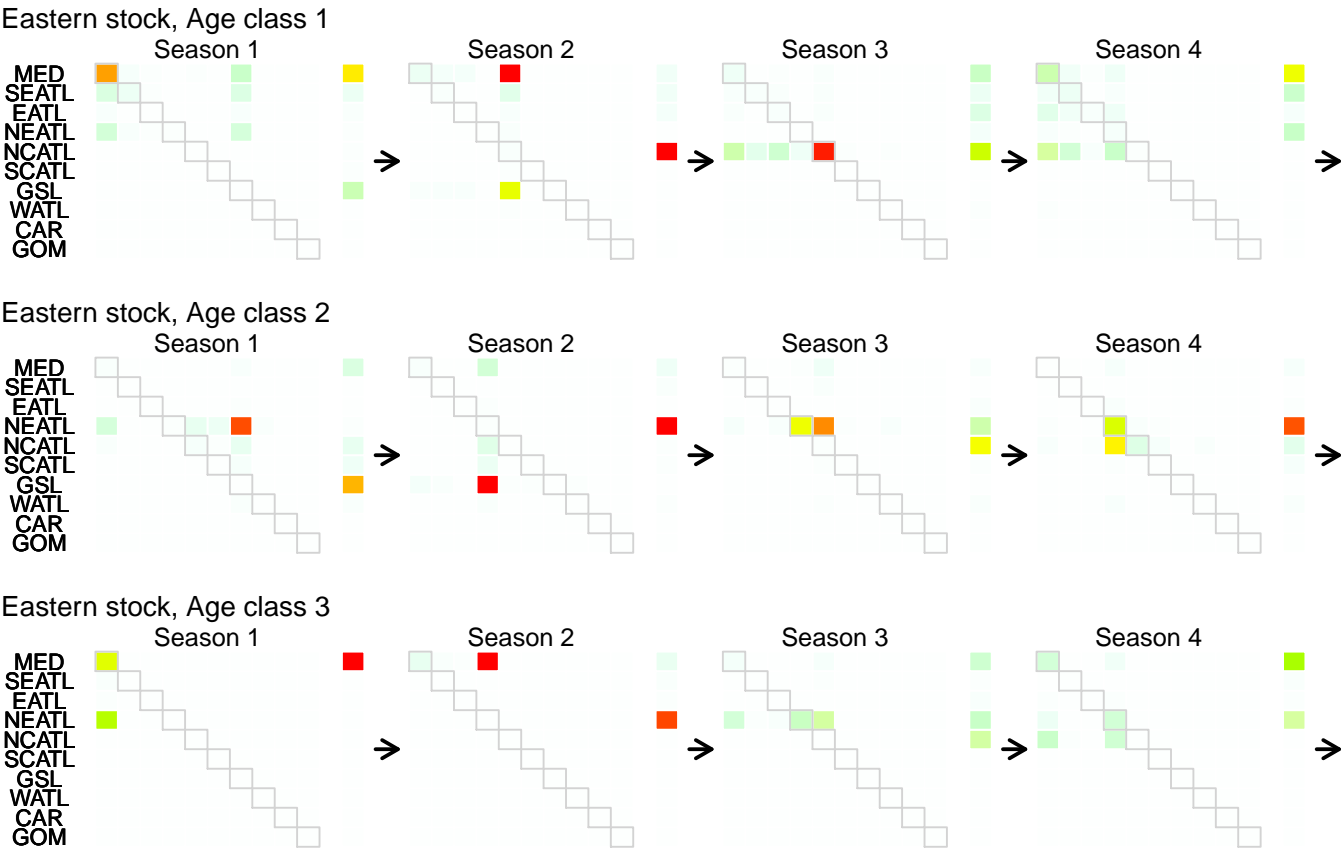 Eastern stock, Age class 1
Season 1 Season 2 Season 3 Season 4
MED
SEATL
EATL
NEATL
NCATL
SCATL
GSL
WATL
CAR
GOM
Eastern stock, Age class 2
Season 1 Season 2 Season 3 Season 4
MED
SEATL
EATL
NEATL
NCATL
SCATL
GSL
WATL
CAR
GOM
Eastern stock, Age class 3
Season 1 Season 2 Season 3 Season 4
MED
SEATL
EATL
NEATL
NCATL
SCATL
GSL
WATL
CAR
GOM